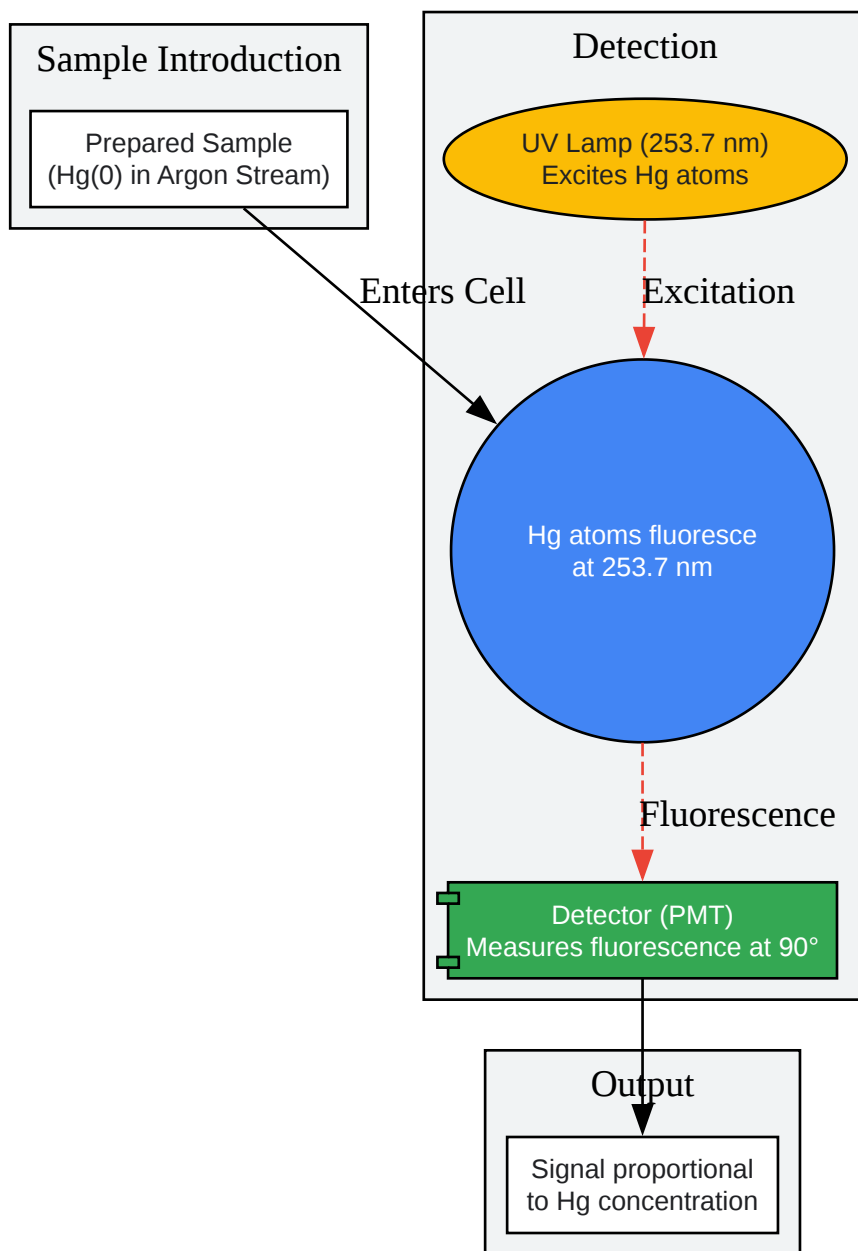 Sample Introduction
Prepared Sample
(Hg(0) in Argon Stream)
Detection
UV Lamp (253.7 nm)
Excites Hg atoms
Enters Cell
Excitation
Hg atoms fluoresce
at 253.7 nm
Fluorescence
Detector (PMT)
Measures fluorescence at 90°
Output
Signal proportional
to Hg concentration